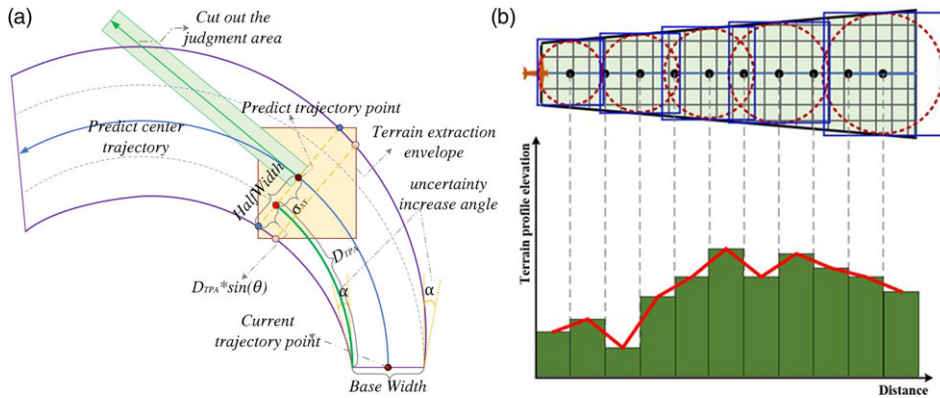 (a)
Cut out the
judgment area
Predict trajectory point
Predict center
trajectory
Terrain extraction
envelope
HalfWidth
σxy
uncertainty
increase angle
DTPA
DTPA*sin(θ)
α
α
Current
trajectory point
Base Width
(b)
Terrain profile elevation
Distance